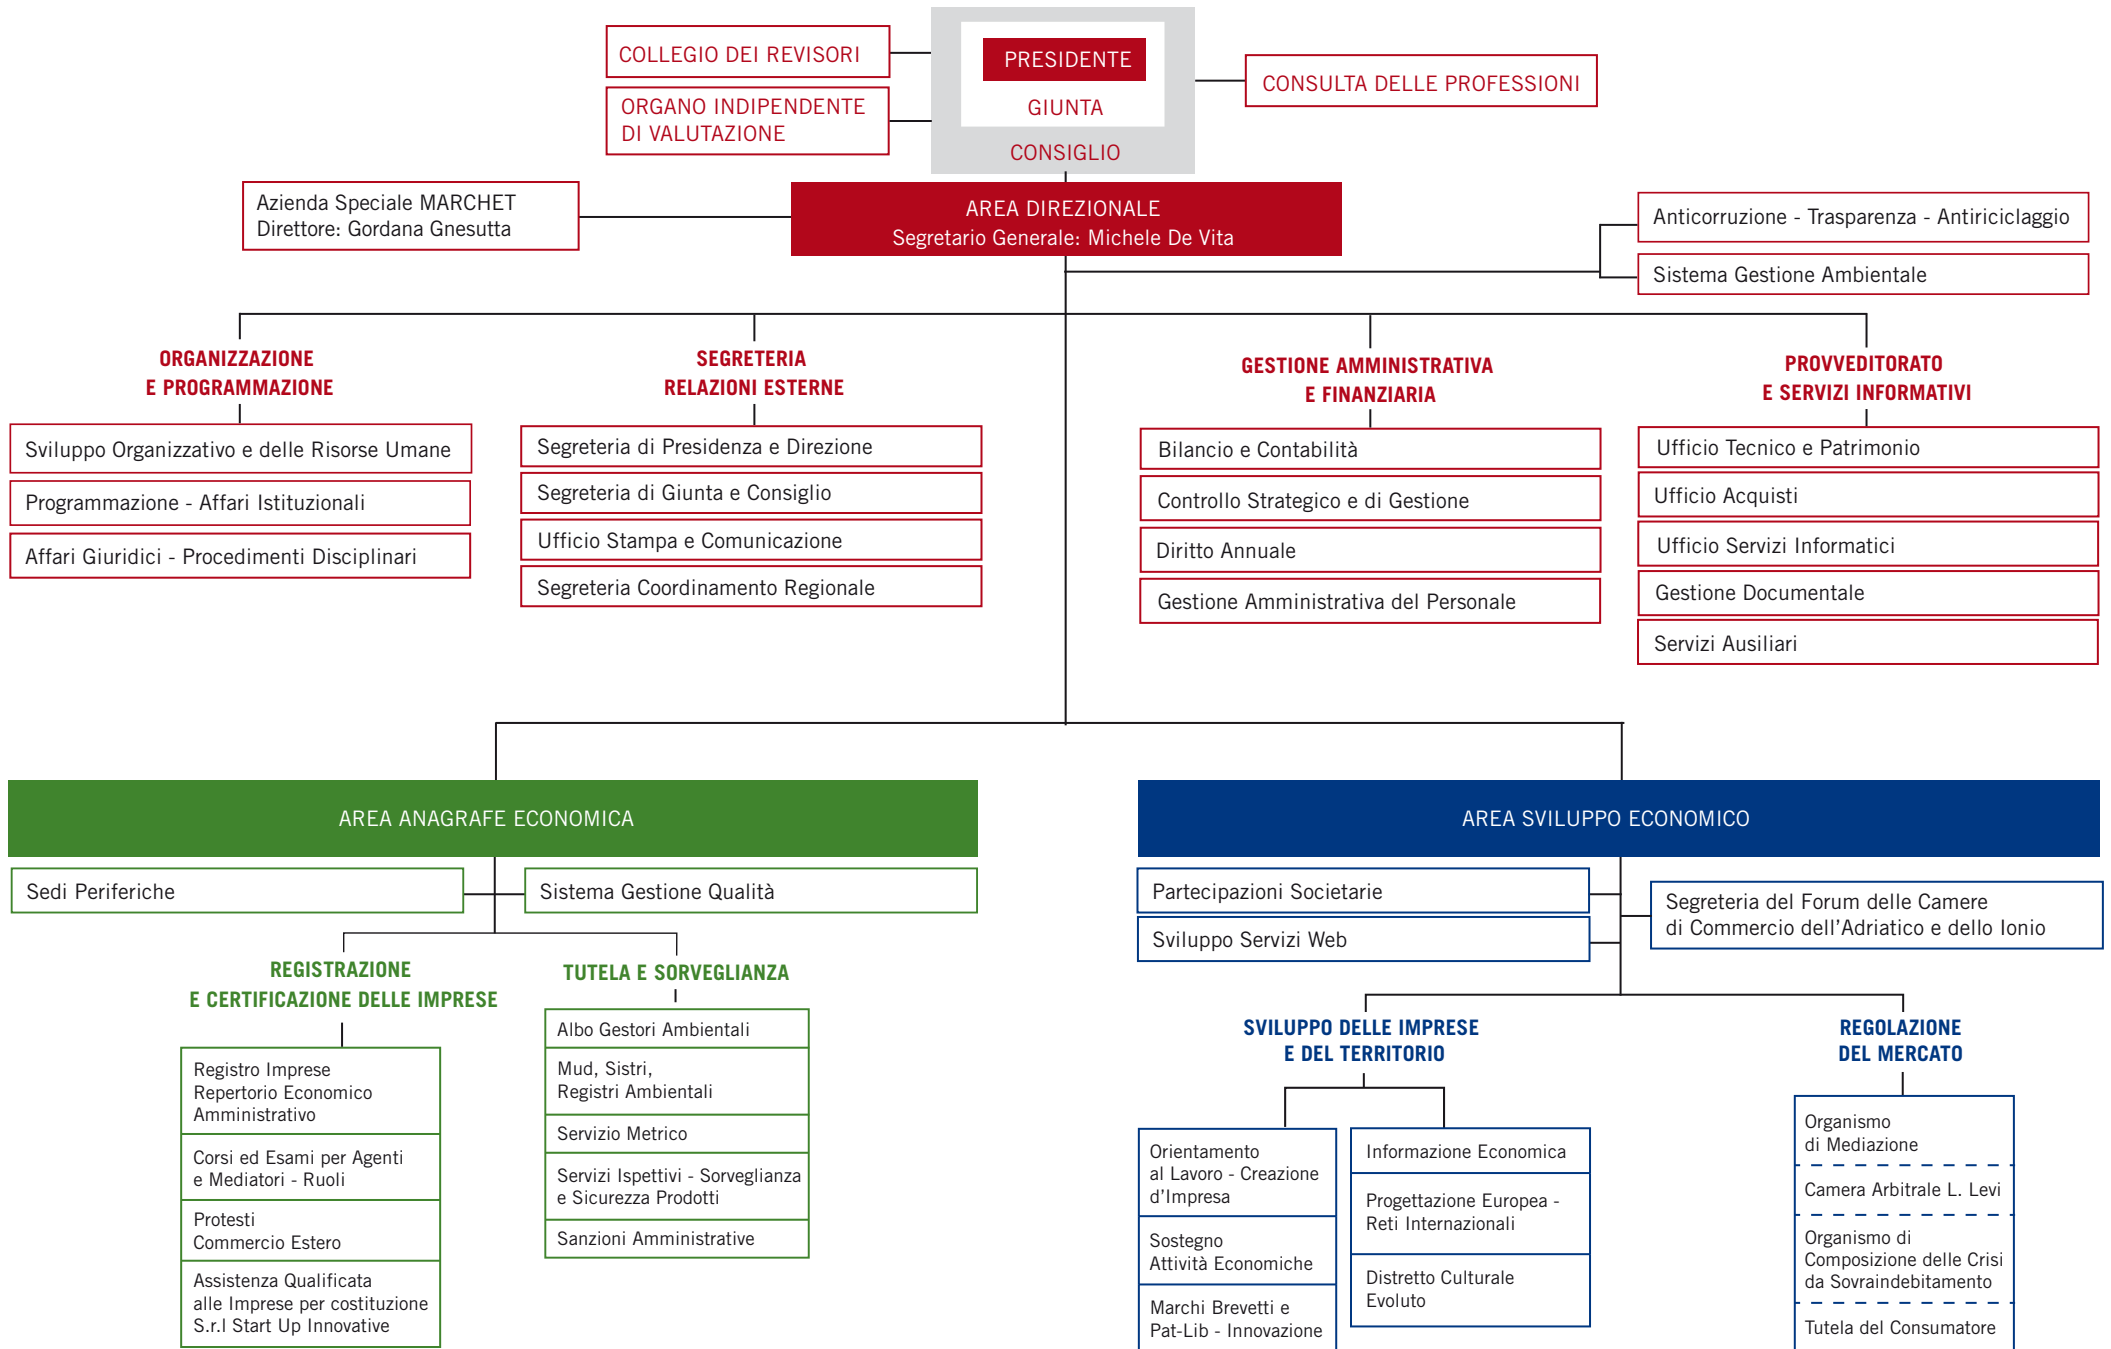 COLLEGIO DEI REVISORI
ORGANO INDIPENDENTE
DI VALUTAZIONE
PRESIDENTE
GIUNTA
CONSIGLIO
CONSULTA DELLE PROFESSIONI
Azienda Speciale MARCHET
Direttore: Gordana Gnesutta
AREA DIREZIONALE
Segretario Generale: Michele De Vita
Anticorruzione - Trasparenza - Antiriciclaggio
Sistema Gestione Ambientale
ORGANIZZAZIONE
E PROGRAMMAZIONE
Sviluppo Organizzativo e delle Risorse Umane
Programmazione - Affari Istituzionali
Affari Giuridici - Procedimenti Disciplinari
SEGRETERIA
RELAZIONI ESTERNE
Segreteria di Presidenza e Direzione
Segreteria di Giunta e Consiglio
Ufficio Stampa e Comunicazione
Segreteria Coordinamento Regionale
GESTIONE AMMINISTRATIVA
E FINANZIARIA
Bilancio e Contabilità
Controllo Strategico e di Gestione
Diritto Annuale
Gestione Amministrativa del Personale
PROVVEDITORATO
E SERVIZI INFORMATIVI
Ufficio Tecnico e Patrimonio
Ufficio Acquisti
Ufficio Servizi Informatici
Gestione Documentale
Servizi Ausiliari
AREA ANAGRAFE ECONOMICA
Sedi Periferiche
Sistema Gestione Qualità
REGISTRAZIONE
E CERTIFICAZIONE DELLE IMPRESE
Registro Imprese
Repertorio Economico
Amministrativo
Corsi ed Esami per Agenti
e Mediatori - Ruoli
Protesti
Commercio Estero
Assistenza Qualificata
alle Imprese per costituzione
S.r.l Start Up Innovative
TUTELA E SORVEGLIANZA
Albo Gestori Ambientali
Mud, Sistri,
Registri Ambientali
Servizio Metrico
Servizi Ispettivi - Sorveglianza
e Sicurezza Prodotti
Sanzioni Amministrative
AREA SVILUPPO ECONOMICO
Partecipazioni Societarie
Sviluppo Servizi Web
Segreteria del Forum delle Camere
di Commercio dell'Adriatico e dello Ionio
SVILUPPO DELLE IMPRESE
E DEL TERRITORIO
Orientamento
al Lavoro - Creazione
d'Impresa
Sostegno
Attività Economiche
Marchi Brevetti e
Pat-Lib - Innovazione
Informazione Economica
Progettazione Europea -
Reti Internazionali
Distretto Culturale
Evoluto
REGOLAZIONE
DEL MERCATO
Organismo
di Mediazione
Camera Arbitrale L. Levi
Organismo di
Composizione delle Crisi
da Sovraindebitamento
Tutela del Consumatore